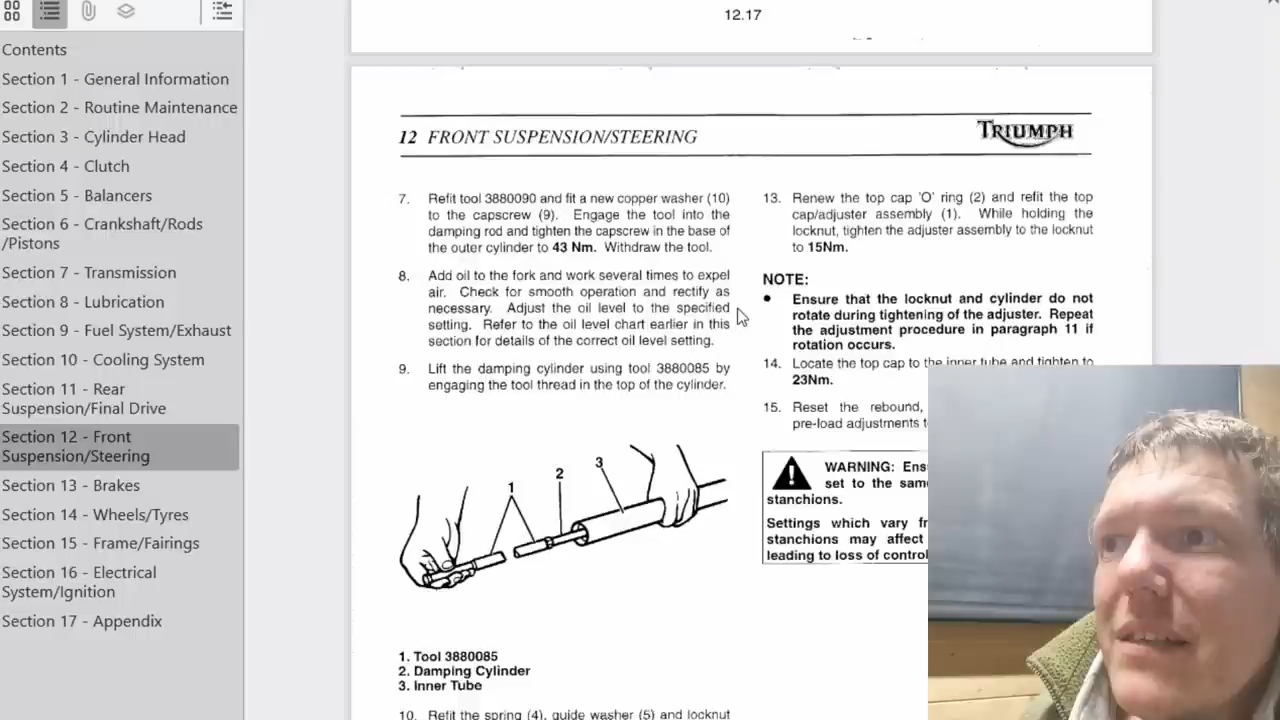 12.17
Contents
Section 1 - General Information
Section 2 - Routine Maintenance
Section 3 - Cylinder Head
Section 4 - Clutch
Section 5 - Balancers
Section 6 - Crankshaft/Rods
/Pistons
Section 7 - Transmission
Section 8 - Lubrication
Section 9 - Fuel System/Exhaust
Section 10 - Cooling System
Section 11 - Rear
Suspension/Final Drive
Section 12 - Front
Suspension/Steering
Section 13 - Brakes
Section 14 - Wheels/Tyres
Section 15 - Frame/Fairings
Section 16 - Electrical
System/Ignition
Section 17 - Appendix
12 FRONT SUSPENSION/STEERING
TRIUMPH
7. Refit tool 3880090 and fit a new copper washer (10)
to the capscrew (9). Engage the tool into the
damping rod and tighten the capscrew in the base of
the outer cylinder to 43 Nm. Withdraw the tool.
8. Add oil to the fork and work several times to expel
air. Check for smooth operation and rectify as
necessary. Adjust the oil level to the specified
setting. Refer to the oil level chart earlier in this
section for details of the correct oil level setting.
9. Lift the damping cylinder using tool 3880085 by
engaging the tool thread in the top of the cylinder.
1
2
3
1. Tool 3880085
2. Damping Cylinder
3. Inner Tube
10. Refit the spring (4), guide washer (5) and locknut
13. Renew the top cap 'O' ring (2) and refit the top
cap/adjuster assembly (1). While holding the
locknut, tighten the adjuster assembly to the locknut
to 15Nm.
NOTE:
• Ensure that the locknut and cylinder do not
rotate during tightening of the adjuster. Repeat
the adjustment procedure in paragraph 11 if
rotation occurs.
14. Locate the top cap to the inner tube and tighten to
23Nm.
15. Reset the rebound,
pre-load adjustments
WARNING:
set to the
stanchions.
Settings which vary
stanchions may affect
leading to loss of